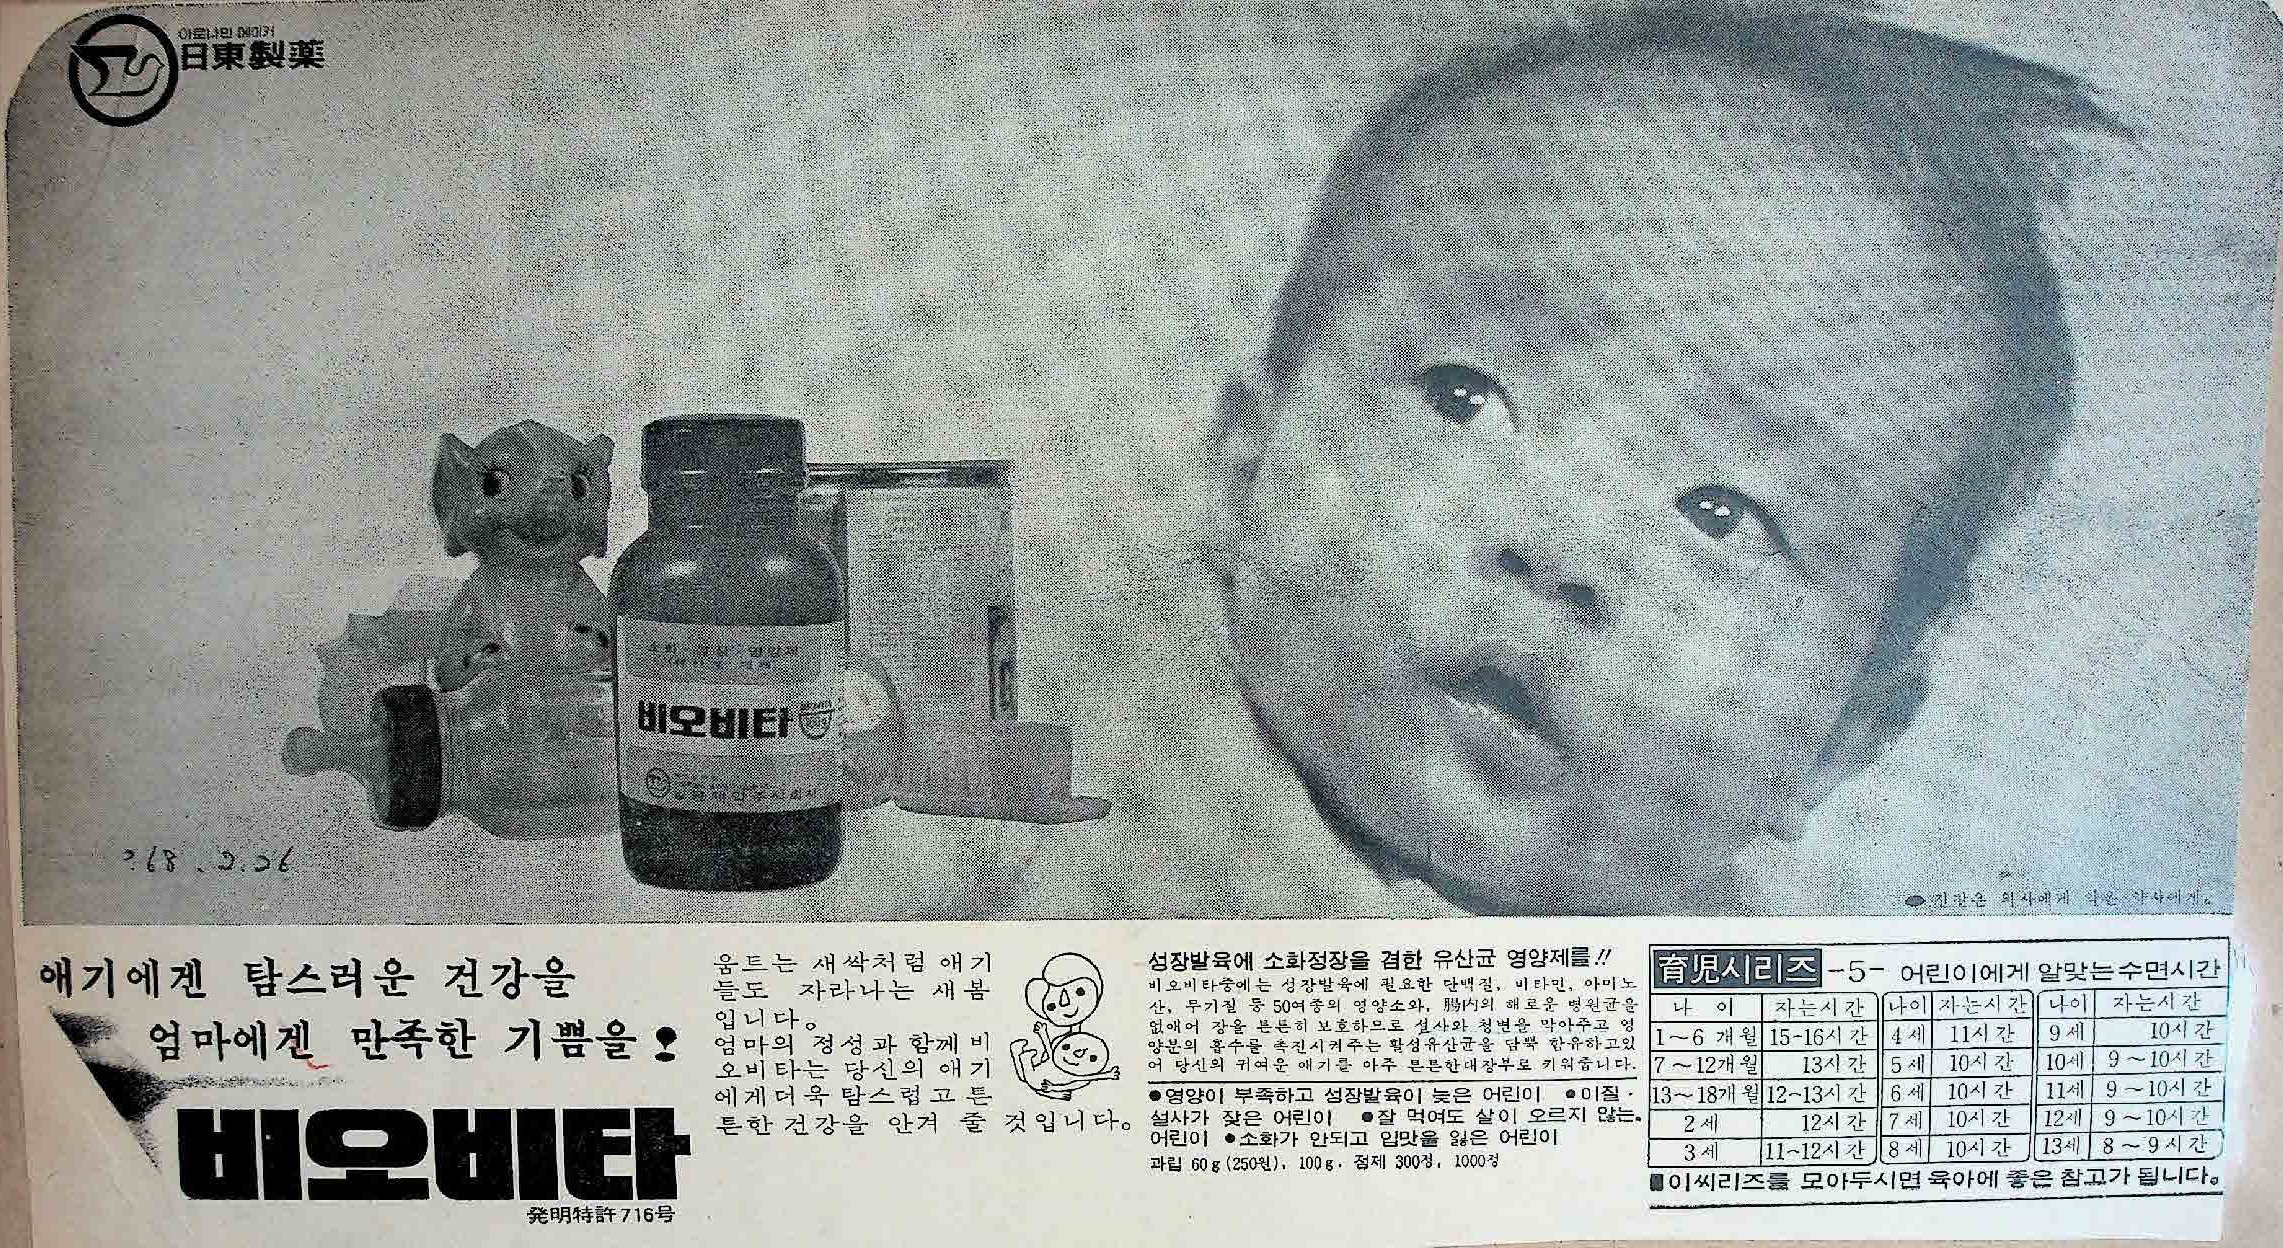 아로나민 메이커
日東製薬
비오비타
'68. 2.26
건강은 의사에게 약은 약사에게.
애기에겐 탐스러운 건강을
엄마에겐 만족한 기쁨을!
비오비타
発明特許716号
움트는 새싹처럼 애기
들도 자라나는 새봄
입니다。
엄마의 정성과 함께 비
오비타는 당신의 애기
에게더욱 탐스럽고 튼
튼한 건강을 안겨 줄 것입니다。
성장발육에 소화정장을 겸한 유산균 영양제를!!
비오비타중에는 성장발육에 필요한 단백질, 비타민, 아미노
산, 무기질 등 50여종의 영양소와, 腸内의 해로운 병원균을
없애어 장을 튼튼히 보호하므로 설사와 청변을 막아주고 영
양분의 흡수를 촉진시켜주는 활성유산균을 담뿍 함유하고있
어 당신의 귀여운 애기를 아주 튼튼한대장부로 키워줍니다.
●영양이 부족하고 성장발육이 늦은 어린이 ●이질·
설사가 잦은 어린이 ●잘 먹여도 살이 오르지 않는.
어린이 ●소화가 안되고 입맛을 잃은 어린이
과립 60g(250원), 100g. 정제 300정, 1000정
育児시리즈 -5- 어린이에게 알맞는수면시간
나 이 자는시간 나이 자는시간 나이 자는시간
1~6 개월 15-16시간 4세 11시간 9세 10시간
7~12개월 13시간 5세 10시간 10세 9~10시간
13~18개월 12~13시간 6세 10시간 11세 9~10시간
2세 12시간 7세 10시간 12세 9~10시간
3세 11~12시간 8세 10시간 13세 8~9시간
■이씨리즈를 모아두시면 육아에 좋은 참고가 됩니다。